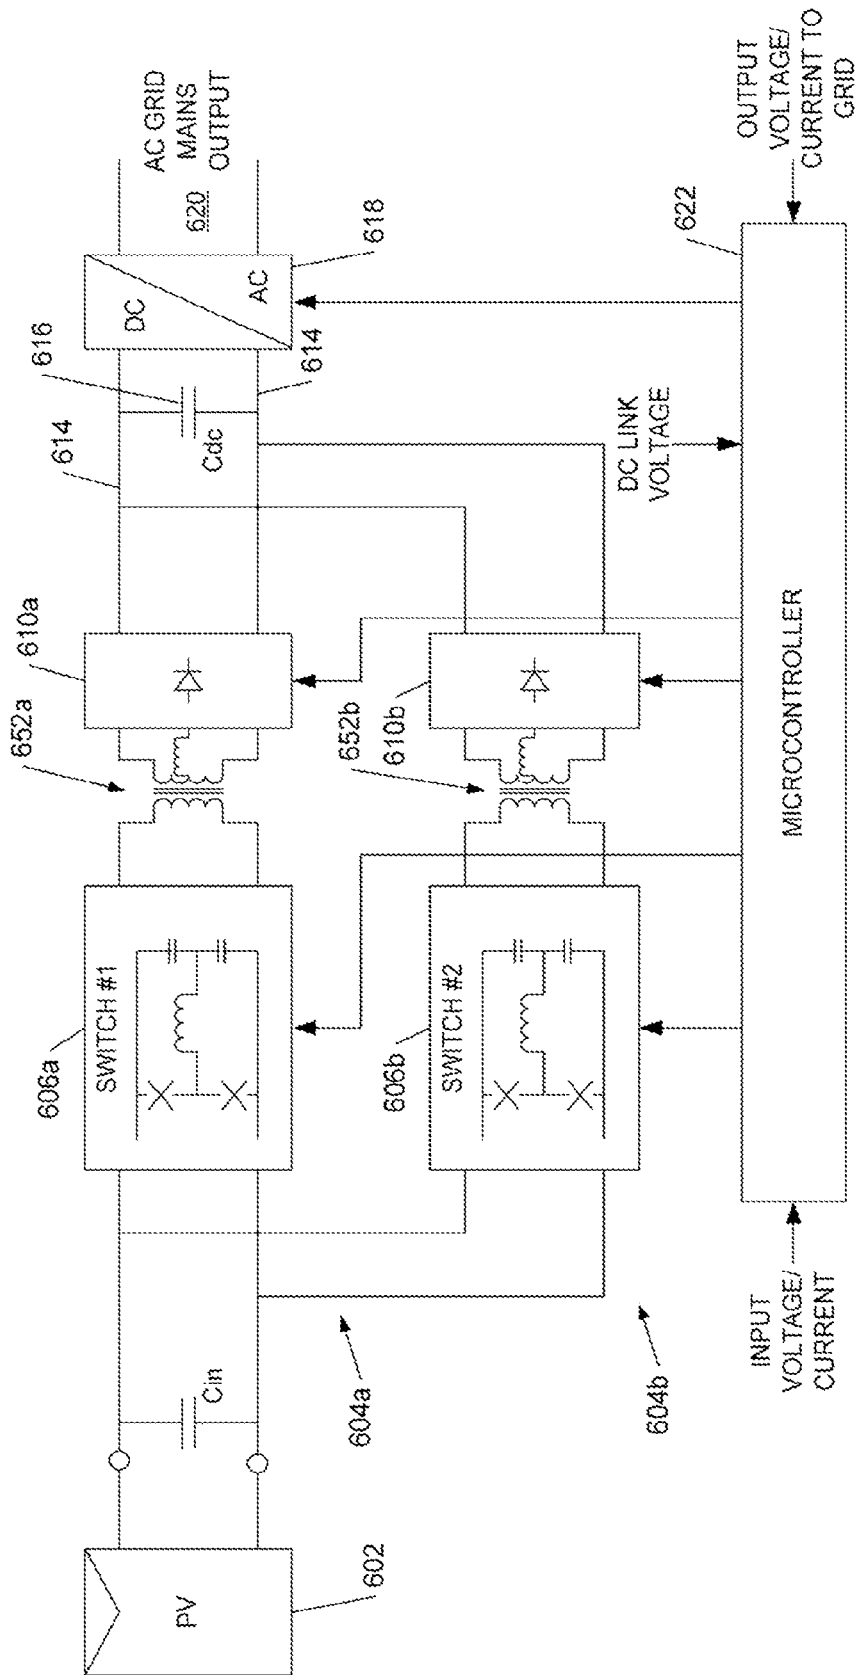 PV
602
Cin
604a
604b
606a
SWITCH #1
606b
SWITCH #2
652a
652b
610a
610b
614
616
Cdc
614
DC
AC
618
AC GRID
MAINS
OUTPUT
620
INPUT
VOLTAGE/
CURRENT
MICROCONTROLLER
DC LINK
VOLTAGE
622
OUTPUT
VOLTAGE/
CURRENT TO
GRID